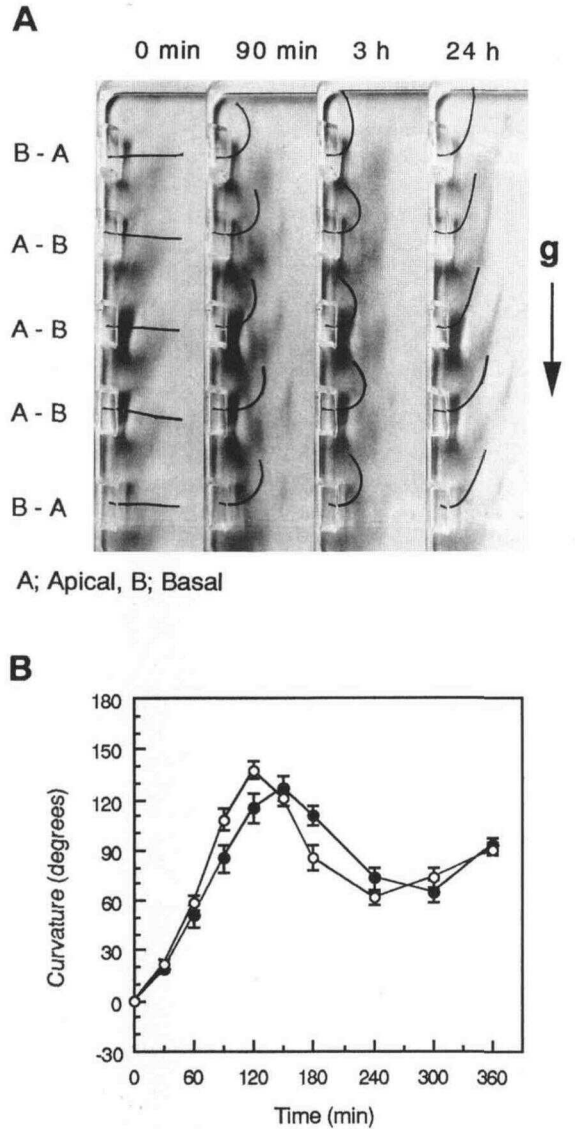 A
0 min 90 min 3 h 24 h
B - A
A - B
g
A - B
A - B
B - A
A; Apical, B; Basal
B
180
150
120
90
60
30
0
-30
Curvature (degrees)
0 60 120 180 240 300 360
Time (min)